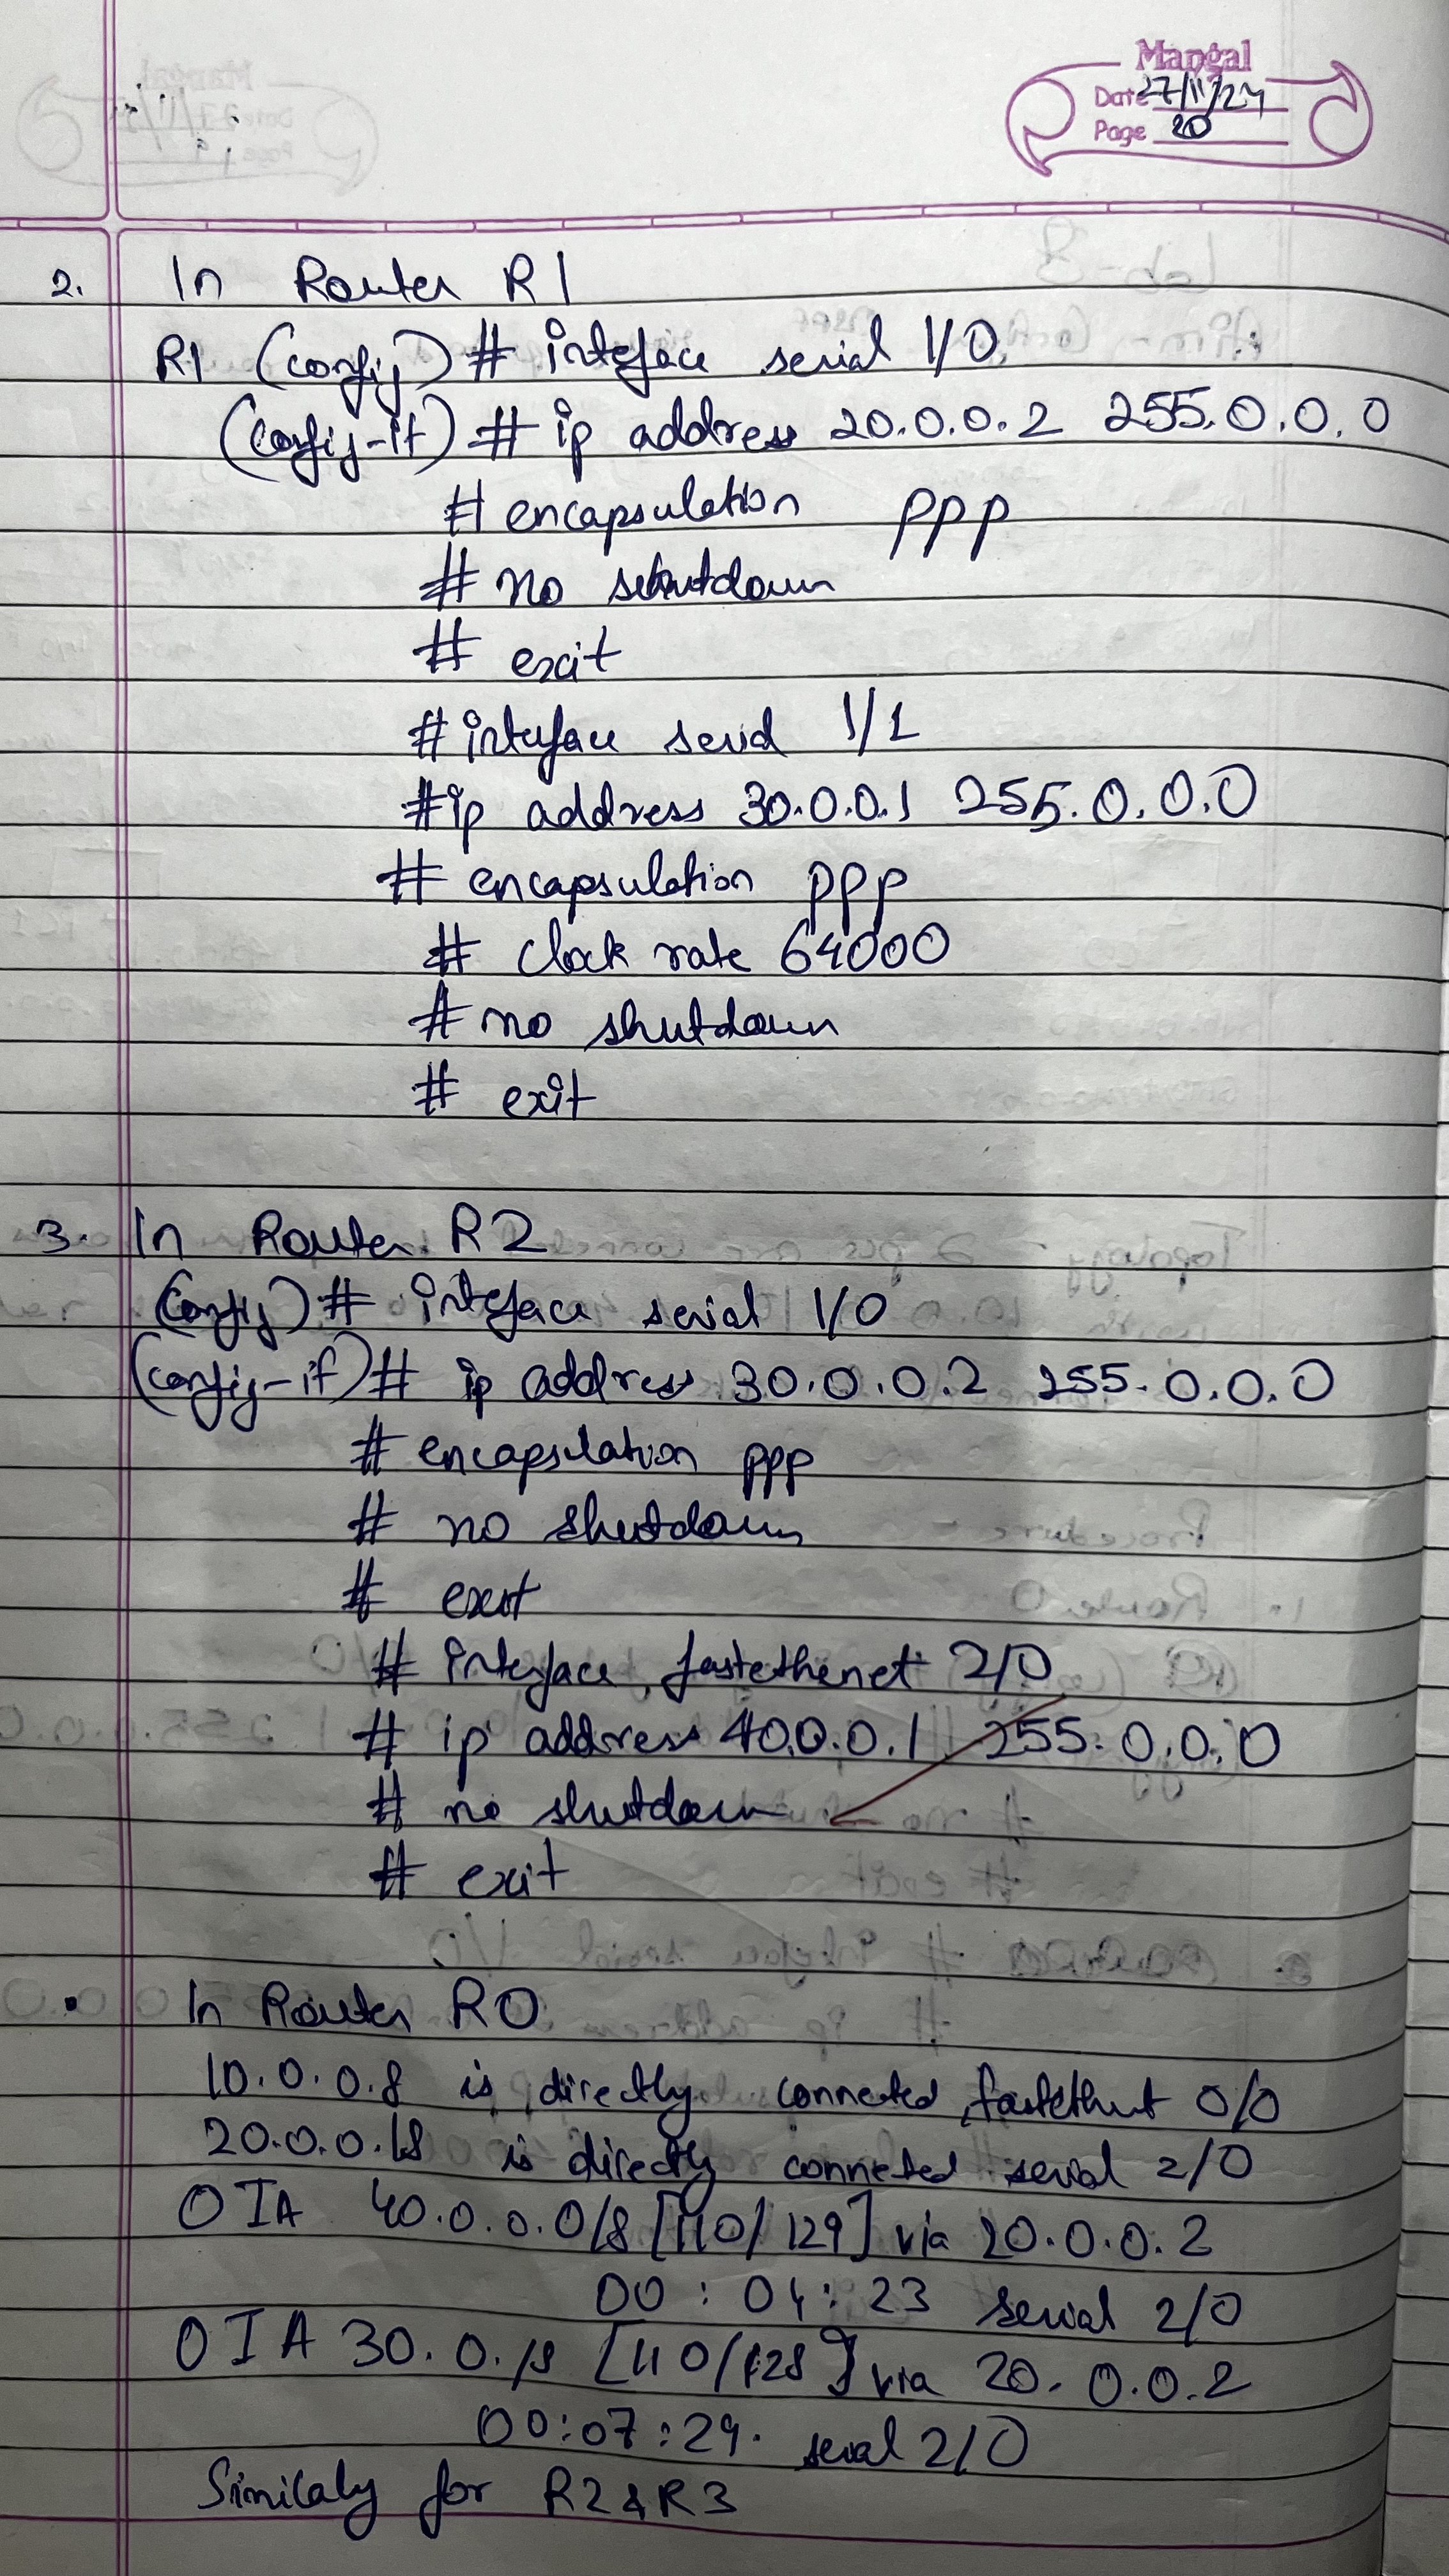 Mangal
Date 27/11/24
Page 20
2. In Router R1
R1 (config) # inteface serial 1/0
(config-if) # ip address 20.0.0.2 255.0.0.0
# encapsulation ppp
# no shutdown
# exit
# interface serial 1/1
# ip address 30.0.0.1 255.0.0.0
# encapsulation ppp
# clock rate 64000
# no shutdown
# exit
3. In Router R2
(config) # inteface serial 1/0
(config-if) # ip address 30.0.0.2 255.0.0.0
# encapsulation ppp
# no shutdown
# exit
# interface fastethenet 2/0
# ip address 40.0.0.1 255.0.0.0
# no shutdown
# exit
• In Router R0
10.0.0.8 is directly connected, 0/0
20.0.0.18 is directly connected serial 2/0
O IA 40.0.0.0/8 [110/129] via 20.0.0.2
00:04:23 serial 2/0
O IA 30.0./8 [110/128] via 20.0.0.2
00:07:29. serial 2/0
Similaly for R2 & R3